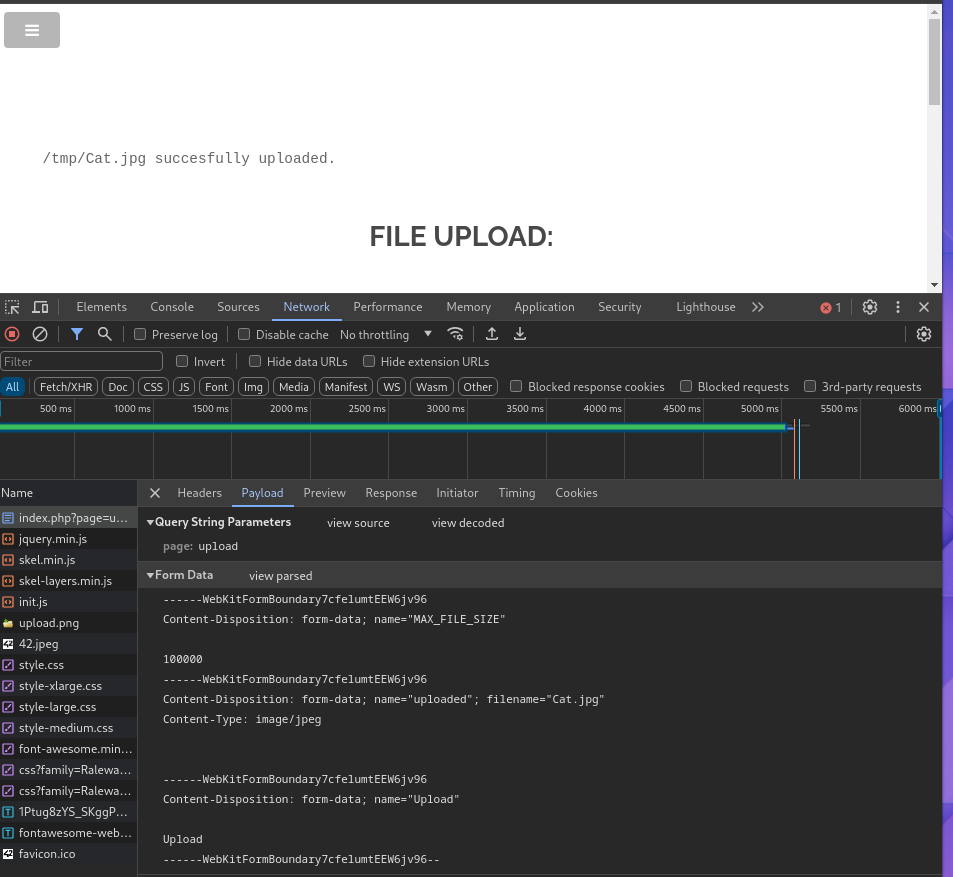 /tmp/Cat.jpg succesfully uploaded.
FILE UPLOAD:
Elements Console Sources Network Performance Memory Application Security Lighthouse 1
Preserve log Disable cache No throttling
Filter Invert Hide data URLs Hide extension URLs
All Fetch/XHR Doc CSS JS Font Img Media Manifest WS Wasm Other Blocked response cookies Blocked requests 3rd-party requests
500 ms 1000 ms 1500 ms 2000 ms 2500 ms 3000 ms 3500 ms 4000 ms 4500 ms 5000 ms 5500 ms 6000 ms
Name
index.php?page=u...
jquery.min.js
skel.min.js
skel-layers.min.js
init.js
upload.png
42.jpeg
style.css
style-xlarge.css
style-large.css
style-medium.css
font-awesome.min...
css?family=Ralewa...
css?family=Ralewa...
1Ptug8zYS_SKggP...
fontawesome-web...
favicon.ico
Headers Payload Preview Response Initiator Timing Cookies
Query String Parameters view source view decoded
page: upload
Form Data view parsed
------WebKitFormBoundary7cfelumtEEW6jv96
Content-Disposition: form-data; name="MAX_FILE_SIZE"
100000
------WebKitFormBoundary7cfelumtEEW6jv96
Content-Disposition: form-data; name="uploaded"; filename="Cat.jpg"
Content-Type: image/jpeg
------WebKitFormBoundary7cfelumtEEW6jv96
Content-Disposition: form-data; name="Upload"
Upload
------WebKitFormBoundary7cfelumtEEW6jv96--